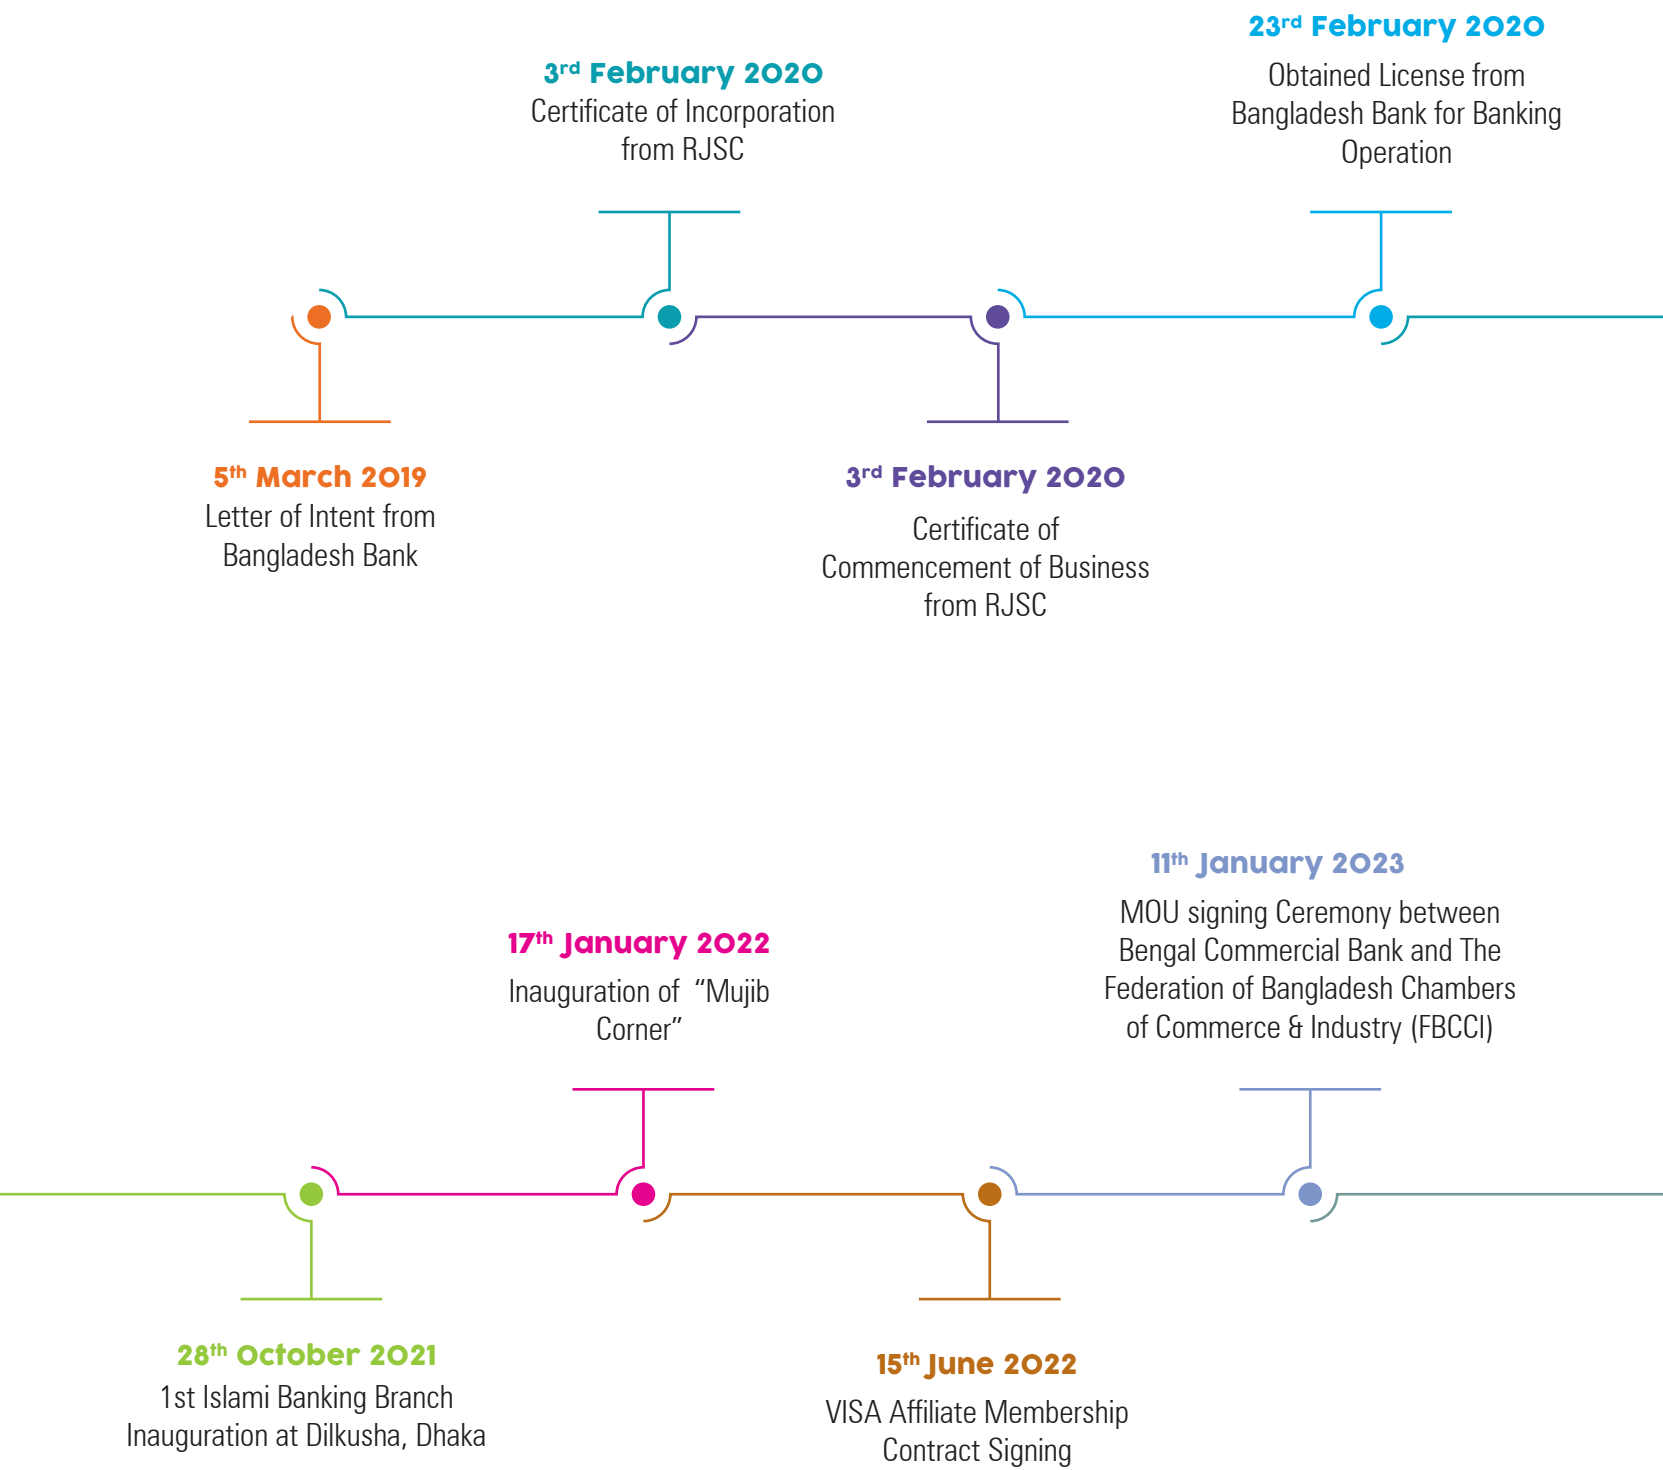 5th March 2019
Letter of Intent from
Bangladesh Bank
3rd February 2020
Certificate of Incorporation
from RJSC
3rd February 2020
Certificate of
Commencement of Business
from RJSC
23rd February 2020
Obtained License from
Bangladesh Bank for Banking
Operation
28th October 2021
1st Islami Banking Branch
Inauguration at Dilkusha, Dhaka
17th January 2022
Inauguration of “Mujib
Corner”
15th June 2022
VISA Affiliate Membership
Contract Signing
11th January 2023
MOU signing Ceremony between
Bengal Commercial Bank and The
Federation of Bangladesh Chambers
of Commerce & Industry (FBCCI)